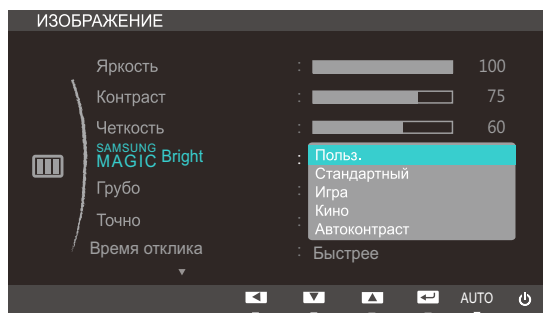 ИЗОБРАЖЕНИЕ
Яркость : 100
Контраст : 75
Четкость : 60
SAMSUNG MAGIC Bright : Польз.
Стандартный
Игра
Кино
Автоконтраст
Грубо :
Точно :
Время отклика : Быстрее
AUTO